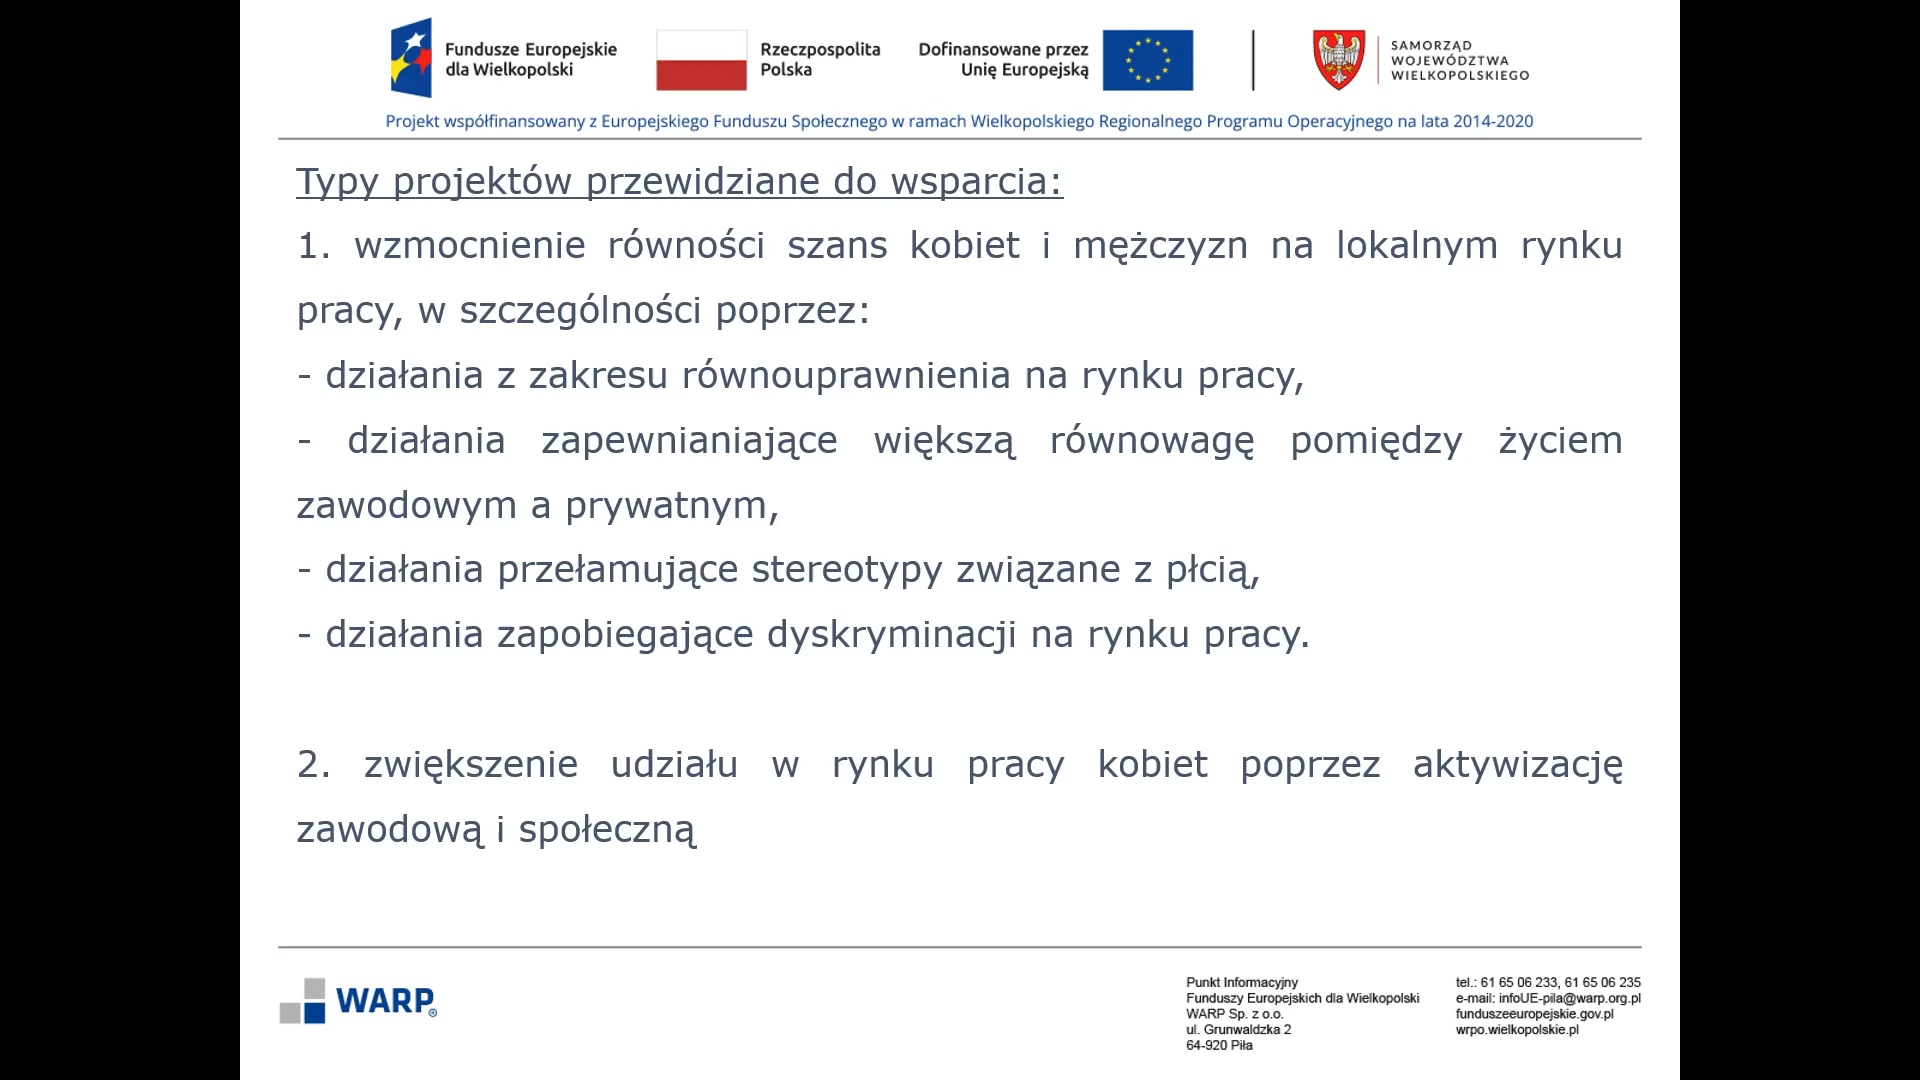 Fundusze Europejskie
dla Wielkopolski
Rzeczpospolita
Polska
Dofinansowane przez
Unię Europejską
SAMORZĄD
WOJEWÓDZTWA
WIELKOPOLSKIEGO
Projekt współfinansowany z Europejskiego Funduszu Społecznego w ramach Wielkopolskiego Regionalnego Programu Operacyjnego na lata 2014-2020
Typy projektów przewidziane do wsparcia:
1. wzmocnienie równości szans kobiet i mężczyzn na lokalnym rynku
pracy, w szczególności poprzez:
- działania z zakresu równouprawnienia na rynku pracy,
- działania zapewnianiające większą równowagę pomiędzy życiem
zawodowym a prywatnym,
- działania przełamujące stereotypy związane z płcią,
- działania zapobiegające dyskryminacji na rynku pracy.
2. zwiększenie udziału w rynku pracy kobiet poprzez aktywizację
zawodową i społeczną
WARP®
Punkt Informacyjny
Funduszy Europejskich dla Wielkopolski
WARP Sp. z o.o.
ul. Grunwaldzka 2
64-920 Piła
tel.: 61 65 06 233, 61 65 06 235
e-mail: infoUE-pila@warp.org.pl
funduszeeuropejskie.gov.pl
wrpo.wielkopolskie.pl